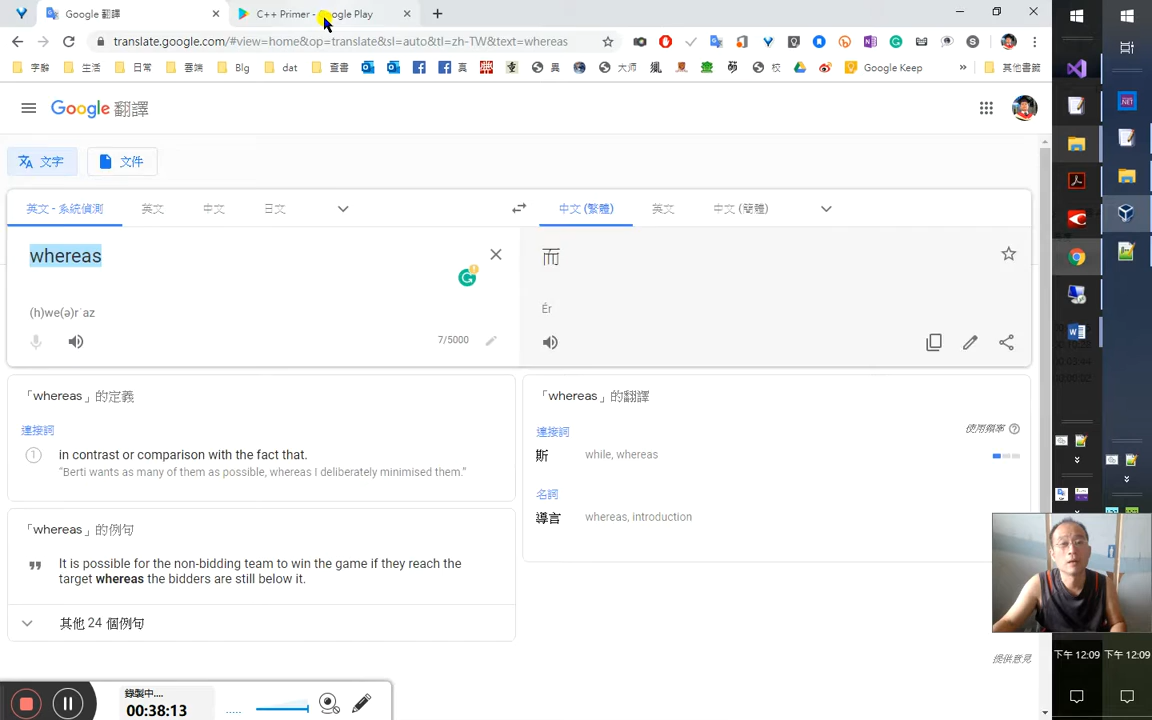 Google 翻譯
C++ Primer - Google Play
translate.google.com/#view=home&op=translate&sl=auto&tl=zh-TW&text=whereas
字辭
生活
日常
雲端
Blg
dat
查書
真
大师
校
Google Keep
其他書籤
Google 翻譯
文字
文件
英文 - 系統偵測
英文
中文
日文
中文 (繁體)
英文
中文 (簡體)
whereas
而
(h)we(ə)rˈaz
Ér
7/5000
「whereas」的定義
「whereas」的翻譯
連接詞
連接詞
使用頻率
1
in contrast or comparison with the fact that.
"Berti wants as many of them as possible, whereas I deliberately minimised them."
斯
while, whereas
名詞
導言
whereas, introduction
「whereas」的例句
It is possible for the non-bidding team to win the game if they reach the
target whereas the bidders are still below it.
其他 24 個例句
提供意見
下午 12:09
下午 12:09
錄製中....
00:38:13